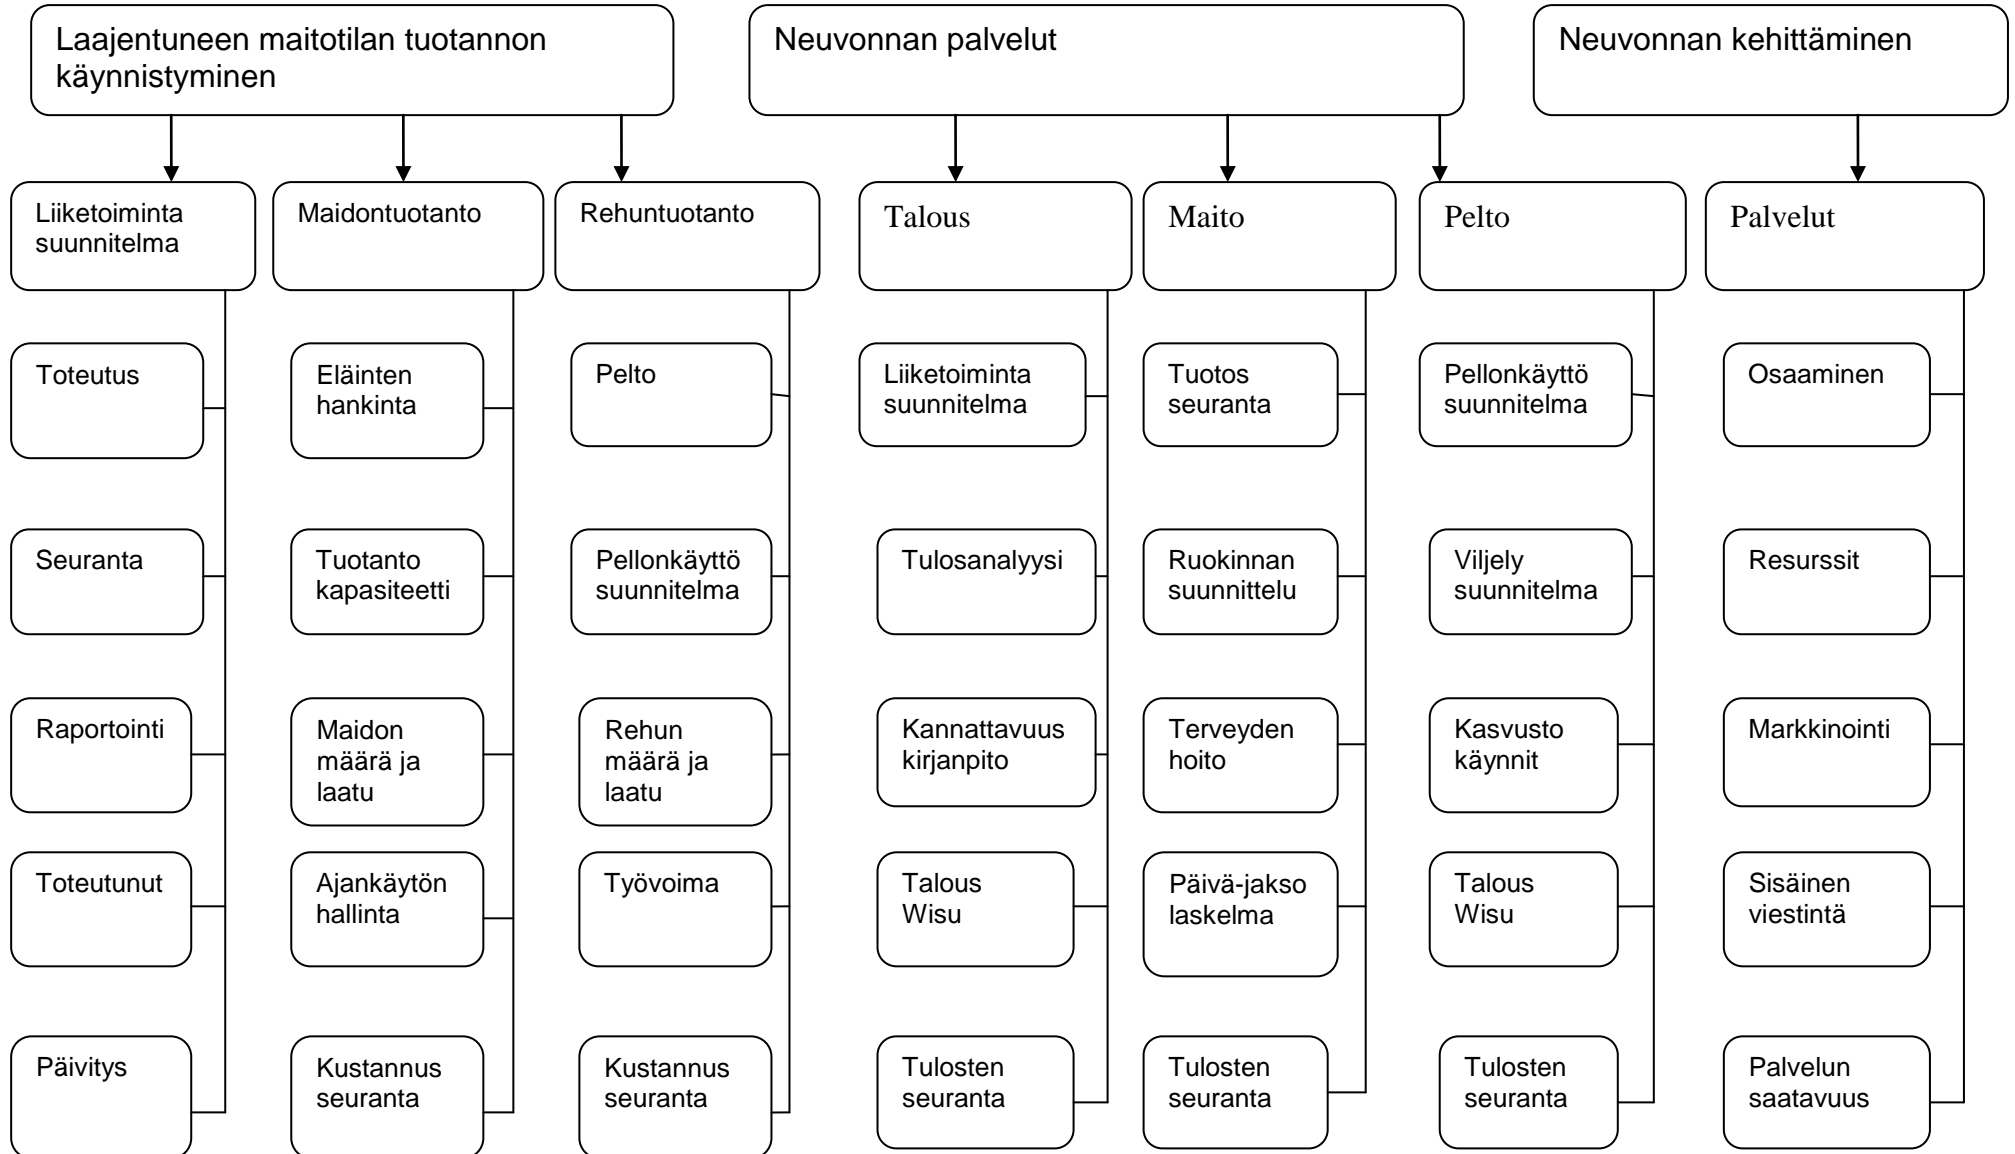 Laajentuneen maitotilan tuotannon
käynnistyminen
Neuvonnan palvelut
Neuvonnan kehittäminen
Liiketoiminta
suunnitelma
Maidontuotanto
Rehuntuotanto
Talous
Maito
Pelto
Palvelut
Toteutus
Eläinten
hankinta
Pelto
Liiketoiminta
suunnitelma
Tuotos
seuranta
Pellonkäyttö
suunnitelma
Osaaminen
Seuranta
Tuotanto
kapasiteetti
Pellonkäyttö
suunnitelma
Tulosanalyysi
Ruokinnan
suunnittelu
Viljely
suunnitelma
Resurssit
Raportointi
Maidon
määrä ja
laatu
Rehun
määrä ja
laatu
Kannattavuus
kirjanpito
Terveyden
hoito
Kasvusto
käynnit
Markkinointi
Toteutunut
Ajankäytön
hallinta
Työvoima
Talous
Wisu
Päivä-jakso
laskelma
Talous
Wisu
Sisäinen
viestintä
Päivitys
Kustannus
seuranta
Kustannus
seuranta
Tulosten
seuranta
Tulosten
seuranta
Tulosten
seuranta
Palvelun
saatavuus